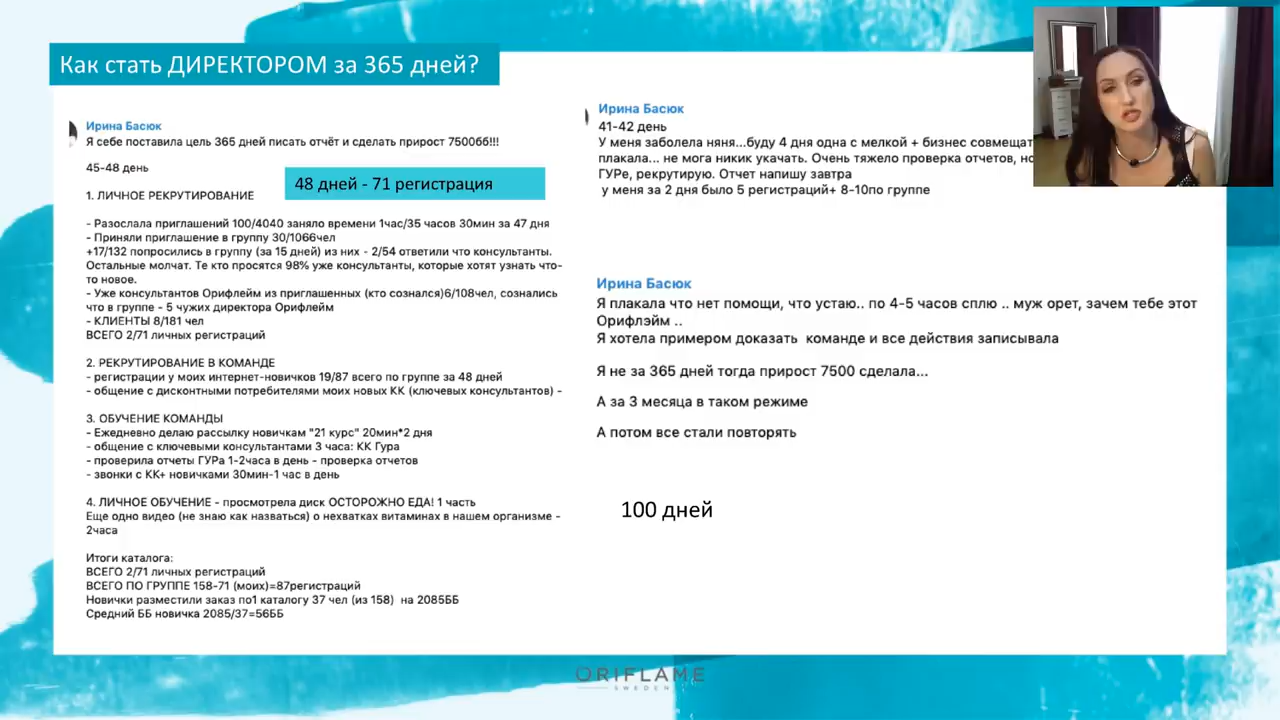 Как стать ДИРЕКТОРОМ за 365 дней?
Ирина Басюк
Я себе поставила цель 365 дней писать отчёт и сделать прирост 7500бб!!!
45-48 день
48 дней - 71 регистрация
1. ЛИЧНОЕ РЕКРУТИРОВАНИЕ
- Разослала приглашений 100/4040 заняло времени 1час/35 часов 30мин за 47 дня
- Приняли приглашение в группу 30/1066чел
+17/132 попросились в группу (за 15 дней) из них - 2/54 ответили что консультанты.
Остальные молчат. Те кто просятся 98% уже консультанты, которые хотят узнать что-
то новое.
- Уже консультантов Орифлейм из приглашенных (кто сознался)6/108чел, сознались
что в группе - 5 чужих директора Орифлейм
- КЛИЕНТЫ 8/181 чел
ВСЕГО 2/71 личных регистраций
2. РЕКРУТИРОВАНИЕ В КОМАНДЕ
- регистрации у моих интернет-новичков 19/87 всего по группе за 48 дней
- общение с дисконтными потребителями моих новых КК (ключевых консультантов) -
3. ОБУЧЕНИЕ КОМАНДЫ
- Ежедневно делаю рассылку новичкам "21 курс" 20мин*2 дня
- общение с ключевыми консультантами 3 часа: КК Гура
- проверила отчеты ГУРа 1-2часа в день - проверка отчетов
- звонки с КК+ новичками 30мин-1 час в день
4. ЛИЧНОЕ ОБУЧЕНИЕ - просмотрела диск ОСТОРОЖНО ЕДА! 1 часть
Еще одно видео (не знаю как назваться) о нехватках витаминах в нашем организме -
2часа
Итоги каталога:
ВСЕГО 2/71 личных регистраций
ВСЕГО ПО ГРУППЕ 158-71 (моих)=87регистраций
Новички разместили заказ по1 каталогу 37 чел (из 158) на 2085ББ
Средний ББ новичка 2085/37=56ББ
Ирина Басюк
41-42 день
У меня заболела няня...буду 4 дня одна с мелкой + бизнес совмещат
плакала... не мога никик укачать. Очень тяжело проверка отчетов, но
ГУРе, рекрутирую. Отчет напишу завтра
у меня за 2 дня было 5 регистраций+ 8-10по группе
Ирина Басюк
Я плакала что нет помощи, что устаю.. по 4-5 часов сплю .. муж орет, зачем тебе этот
Орифлэйм ..
Я хотела примером доказать команде и все действия записывала
Я не за 365 дней тогда прирост 7500 сделала...
А за 3 месяца в таком режиме
А потом все стали повторять
100 дней
ORIFLAME
SWEDEN